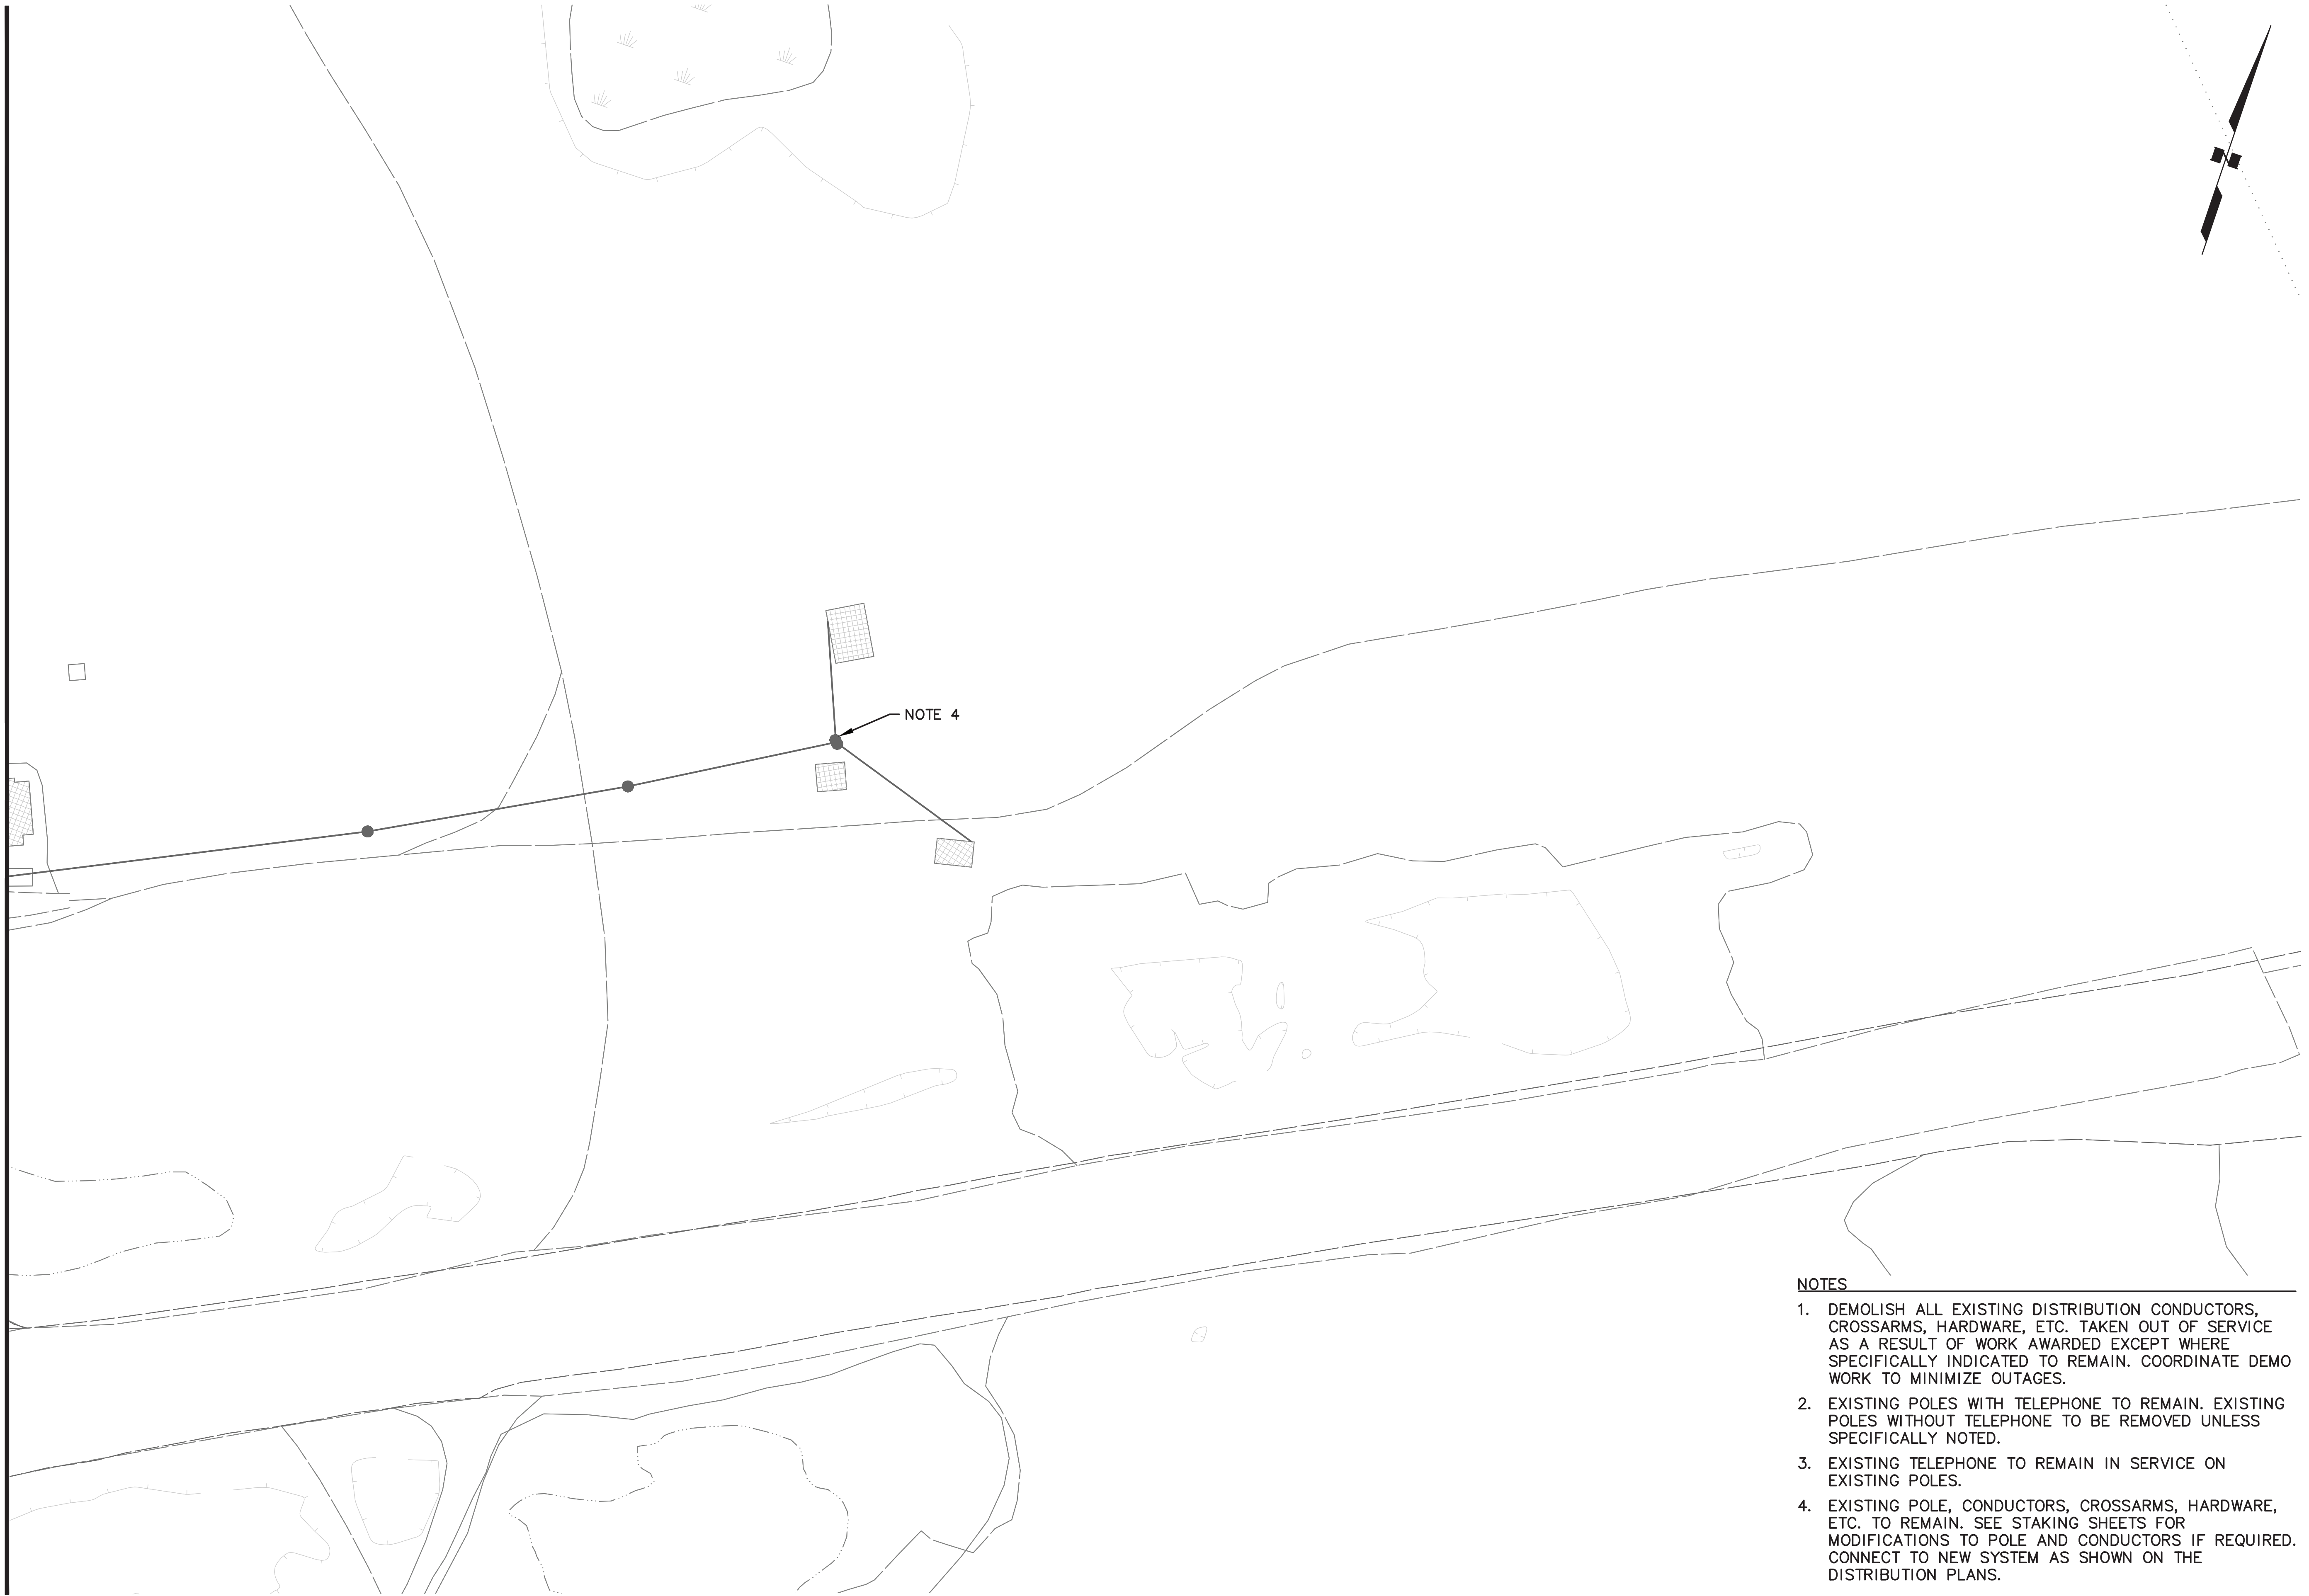 NOTE 4
NOTES
1. DEMOLISH ALL EXISTING DISTRIBUTION CONDUCTORS,
CROSSARMS, HARDWARE, ETC. TAKEN OUT OF SERVICE
AS A RESULT OF WORK AWARDED EXCEPT WHERE
SPECIFICALLY INDICATED TO REMAIN. COORDINATE DEMO
WORK TO MINIMIZE OUTAGES.
2. EXISTING POLES WITH TELEPHONE TO REMAIN. EXISTING
POLES WITHOUT TELEPHONE TO BE REMOVED UNLESS
SPECIFICALLY NOTED.
3. EXISTING TELEPHONE TO REMAIN IN SERVICE ON
EXISTING POLES.
4. EXISTING POLE, CONDUCTORS, CROSSARMS, HARDWARE,
ETC. TO REMAIN. SEE STAKING SHEETS FOR
MODIFICATIONS TO POLE AND CONDUCTORS IF REQUIRED.
CONNECT TO NEW SYSTEM AS SHOWN ON THE
DISTRIBUTION PLANS.